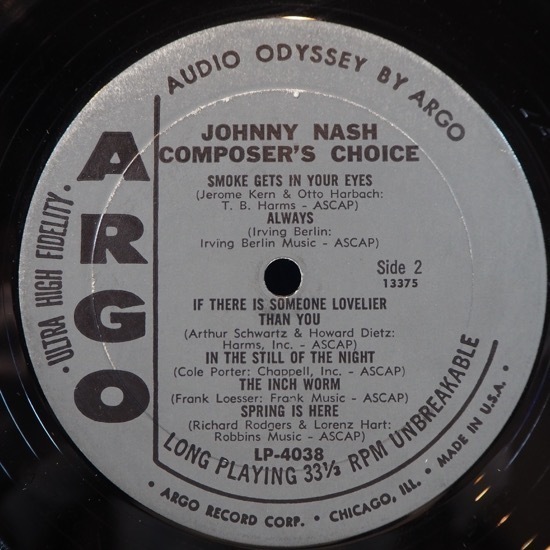 AUDIO ODYSSEY BY ARGO
ARGO
• ULTRA HIGH FIDELITY •
JOHNNY NASH
COMPOSER'S CHOICE
SMOKE GETS IN YOUR EYES
(Jerome Kern & Otto Harbach:
T. B. Harms - ASCAP)
ALWAYS
(Irving Berlin:
Irving Berlin Music - ASCAP)
Side 2
13375
IF THERE IS SOMEONE LOVELIER
THAN YOU
(Arthur Schwartz & Howard Dietz:
Harms, Inc. - ASCAP)
IN THE STILL OF THE NIGHT
(Cole Porter: Chappell, Inc. - ASCAP)
THE INCH WORM
(Frank Loesser: Frank Music - ASCAP)
SPRING IS HERE
(Richard Rodgers & Lorenz Hart:
Robbins Music - ASCAP)
LP-4038
LONG PLAYING 33⅓ RPM UNBREAKABLE
• ARGO RECORD CORP. • CHICAGO, ILL. • MADE IN U.S.A. •